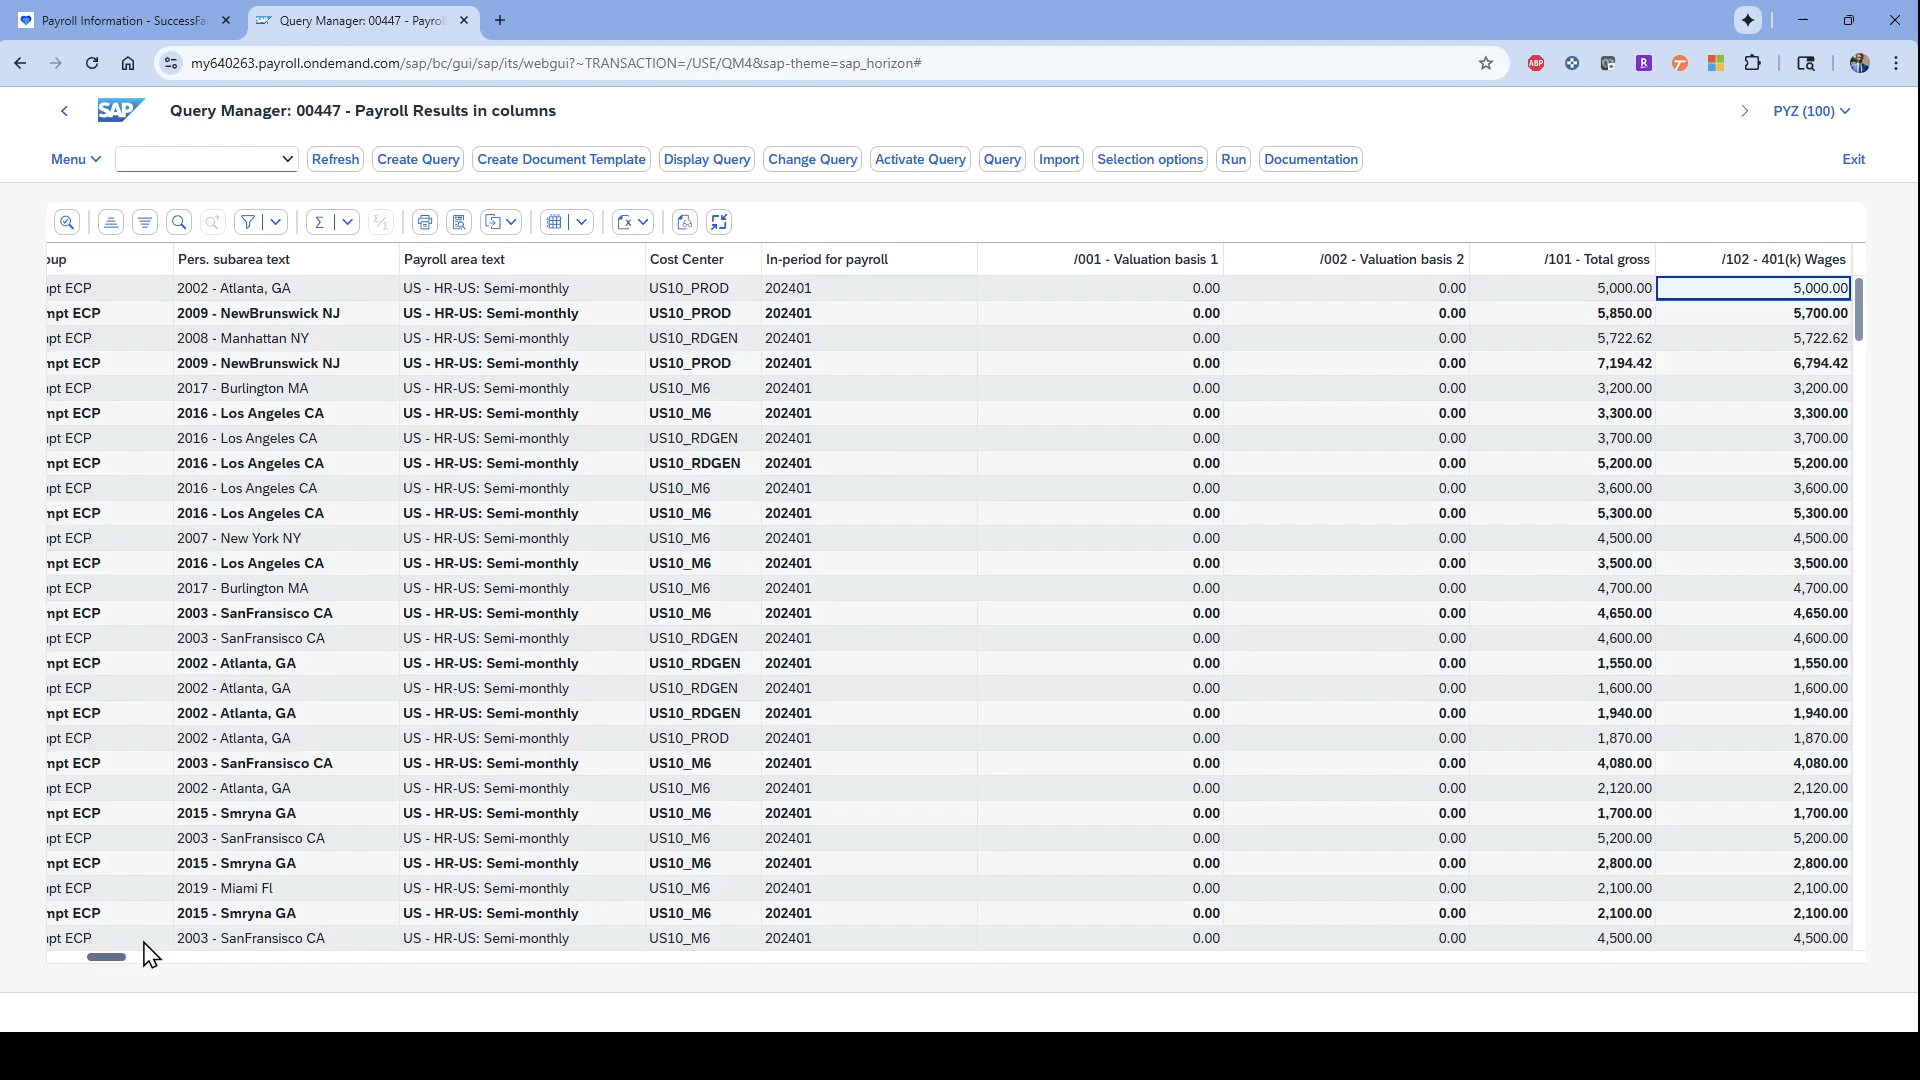 Payroll Information - SuccessFa
Query Manager: 00447 - Payrol
my640263.payroll.ondemand.com/sap/bc/gui/sap/its/webgui?~TRANSACTION=/USE/QM4&sap-theme=sap_horizon#
SAP Query Manager: 00447 - Payroll Results in columns PYZ (100)
Menu Refresh Create Query Create Document Template Display Query Change Query Activate Query Query Import Selection options Run Documentation Exit
oup Pers. subarea text Payroll area text Cost Center In-period for payroll /001 - Valuation basis 1 /002 - Valuation basis 2 /101 - Total gross /102 - 401(k) Wages
npt ECP 2002 - Atlanta, GA US - HR-US: Semi-monthly US10_PROD 202401 0.00 0.00 5,000.00 5,000.00
mpt ECP 2009 - NewBrunswick NJ US - HR-US: Semi-monthly US10_PROD 202401 0.00 0.00 5,850.00 5,700.00
npt ECP 2008 - Manhattan NY US - HR-US: Semi-monthly US10_RDGEN 202401 0.00 0.00 5,722.62 5,722.62
mpt ECP 2009 - NewBrunswick NJ US - HR-US: Semi-monthly US10_PROD 202401 0.00 0.00 7,194.42 6,794.42
npt ECP 2017 - Burlington MA US - HR-US: Semi-monthly US10_M6 202401 0.00 0.00 3,200.00 3,200.00
mpt ECP 2016 - Los Angeles CA US - HR-US: Semi-monthly US10_M6 202401 0.00 0.00 3,300.00 3,300.00
npt ECP 2016 - Los Angeles CA US - HR-US: Semi-monthly US10_RDGEN 202401 0.00 0.00 3,700.00 3,700.00
mpt ECP 2016 - Los Angeles CA US - HR-US: Semi-monthly US10_RDGEN 202401 0.00 0.00 5,200.00 5,200.00
npt ECP 2016 - Los Angeles CA US - HR-US: Semi-monthly US10_M6 202401 0.00 0.00 3,600.00 3,600.00
mpt ECP 2016 - Los Angeles CA US - HR-US: Semi-monthly US10_M6 202401 0.00 0.00 5,300.00 5,300.00
npt ECP 2007 - New York NY US - HR-US: Semi-monthly US10_M6 202401 0.00 0.00 4,500.00 4,500.00
mpt ECP 2016 - Los Angeles CA US - HR-US: Semi-monthly US10_M6 202401 0.00 0.00 3,500.00 3,500.00
npt ECP 2017 - Burlington MA US - HR-US: Semi-monthly US10_M6 202401 0.00 0.00 4,700.00 4,700.00
mpt ECP 2003 - SanFransisco CA US - HR-US: Semi-monthly US10_M6 202401 0.00 0.00 4,650.00 4,650.00
npt ECP 2003 - SanFransisco CA US - HR-US: Semi-monthly US10_RDGEN 202401 0.00 0.00 4,600.00 4,600.00
mpt ECP 2002 - Atlanta, GA US - HR-US: Semi-monthly US10_RDGEN 202401 0.00 0.00 1,550.00 1,550.00
npt ECP 2002 - Atlanta, GA US - HR-US: Semi-monthly US10_RDGEN 202401 0.00 0.00 1,600.00 1,600.00
mpt ECP 2002 - Atlanta, GA US - HR-US: Semi-monthly US10_RDGEN 202401 0.00 0.00 1,940.00 1,940.00
npt ECP 2002 - Atlanta, GA US - HR-US: Semi-monthly US10_PROD 202401 0.00 0.00 1,870.00 1,870.00
mpt ECP 2003 - SanFransisco CA US - HR-US: Semi-monthly US10_M6 202401 0.00 0.00 4,080.00 4,080.00
npt ECP 2002 - Atlanta, GA US - HR-US: Semi-monthly US10_M6 202401 0.00 0.00 2,120.00 2,120.00
mpt ECP 2015 - Smryna GA US - HR-US: Semi-monthly US10_M6 202401 0.00 0.00 1,700.00 1,700.00
npt ECP 2003 - SanFransisco CA US - HR-US: Semi-monthly US10_M6 202401 0.00 0.00 5,200.00 5,200.00
mpt ECP 2015 - Smryna GA US - HR-US: Semi-monthly US10_M6 202401 0.00 0.00 2,800.00 2,800.00
npt ECP 2019 - Miami Fl US - HR-US: Semi-monthly US10_M6 202401 0.00 0.00 2,100.00 2,100.00
mpt ECP 2015 - Smryna GA US - HR-US: Semi-monthly US10_M6 202401 0.00 0.00 2,100.00 2,100.00
npt ECP 2003 - SanFransisco CA US - HR-US: Semi-monthly US10_M6 202401 0.00 0.00 4,500.00 4,500.00